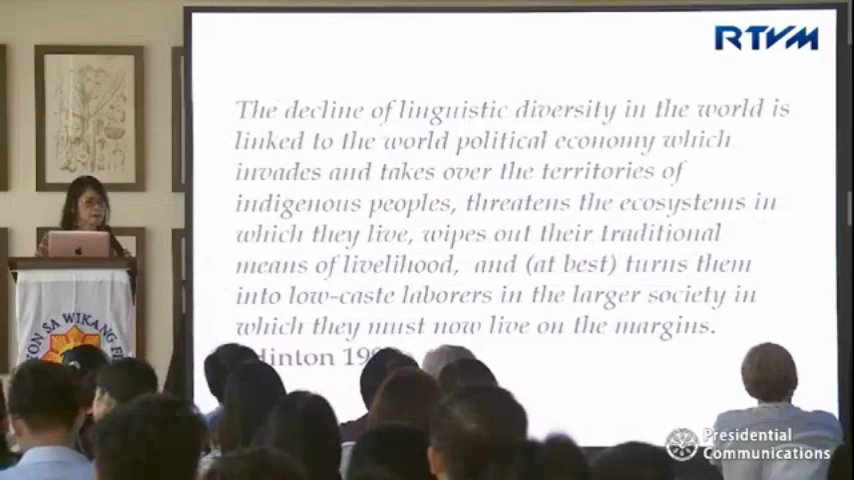 RTVM
The decline of linguistic diversity in the world is
linked to the world political economy which
invades and takes over the territories of
indigenous peoples, threatens the ecosystems in
which they live, wipes out their traditional
means of livelihood, and (at best) turns them
into low-caste laborers in the larger society in
which they must now live on the margins.
Hinton
SA WIKANG
Presidential
Communications